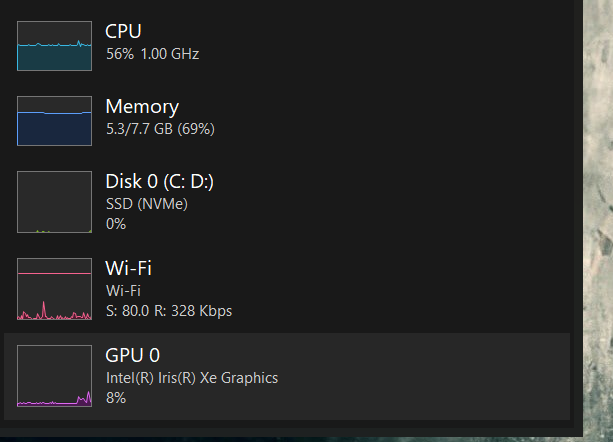 CPU
56% 1.00 GHz
Memory
5.3/7.7 GB (69%)
Disk 0 (C: D:)
SSD (NVMe)
0%
Wi-Fi
Wi-Fi
S: 80.0 R: 328 Kbps
GPU 0
Intel(R) Iris(R) Xe Graphics
8%